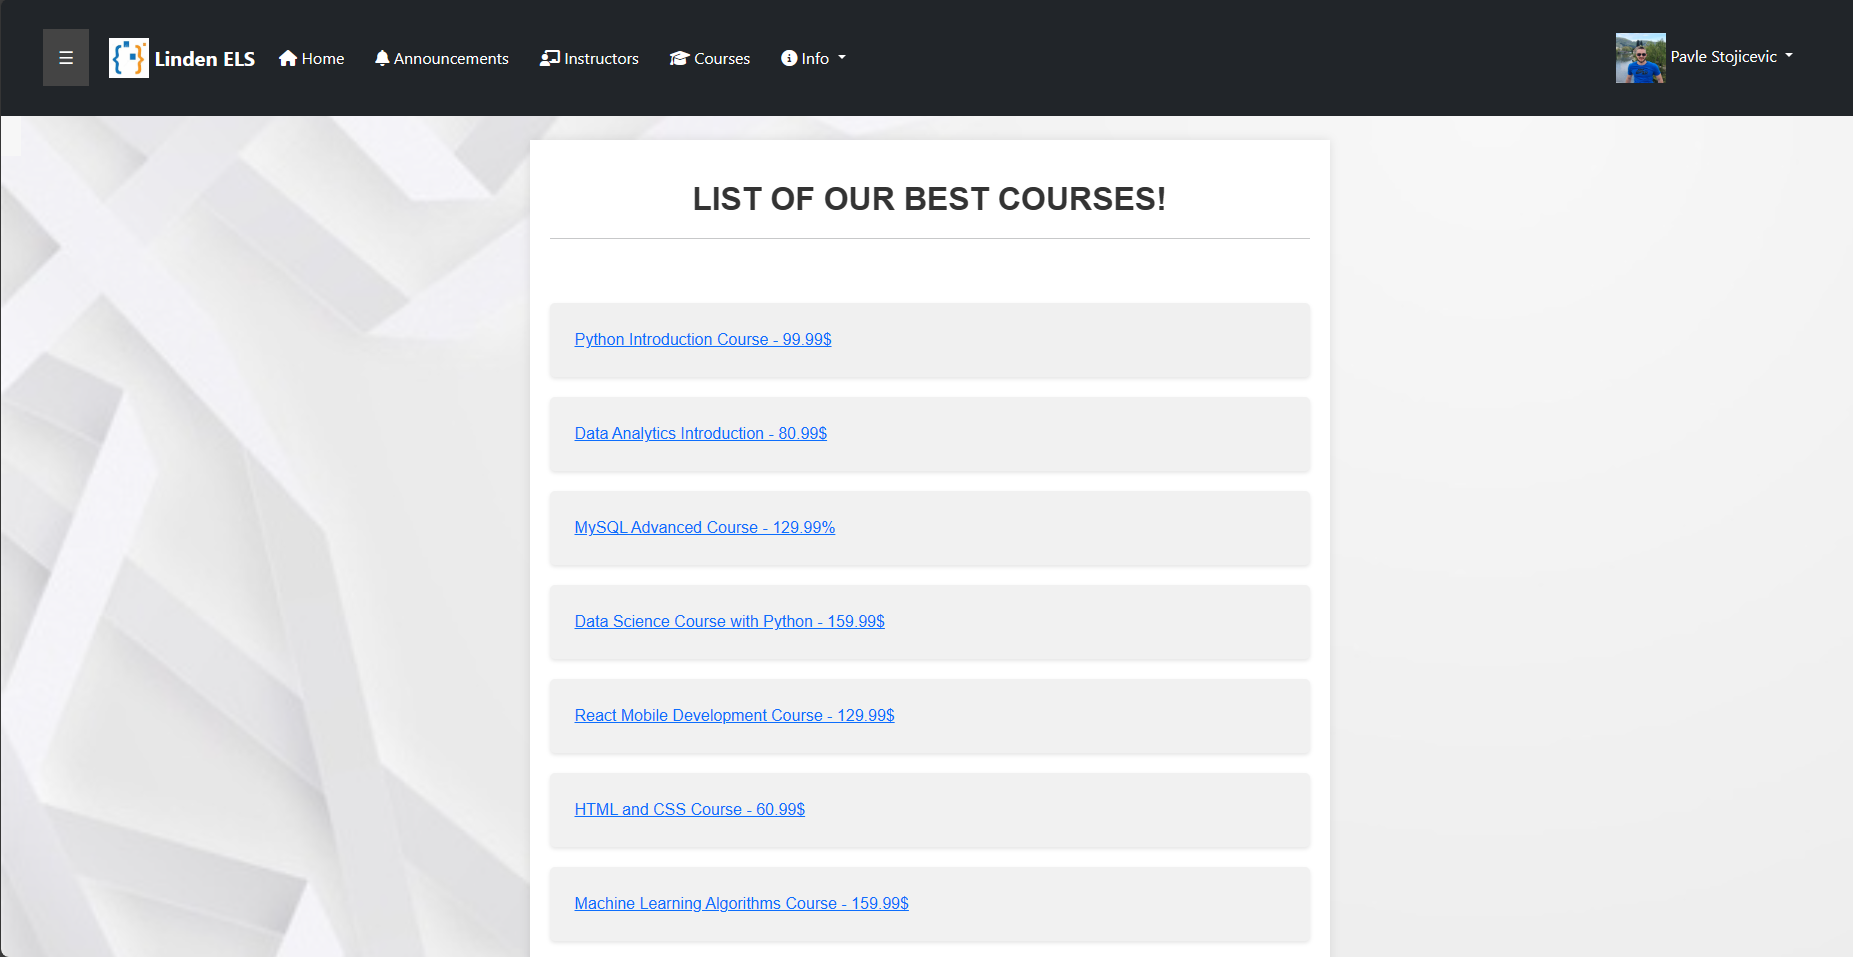 ☰ Linden ELS Home Announcements Instructors Courses Info Pavle Stojicevic
LIST OF OUR BEST COURSES!
Python Introduction Course - 99.99$
Data Analytics Introduction - 80.99$
MySQL Advanced Course - 129.99%
Data Science Course with Python - 159.99$
React Mobile Development Course - 129.99$
HTML and CSS Course - 60.99$
Machine Learning Algorithms Course - 159.99$